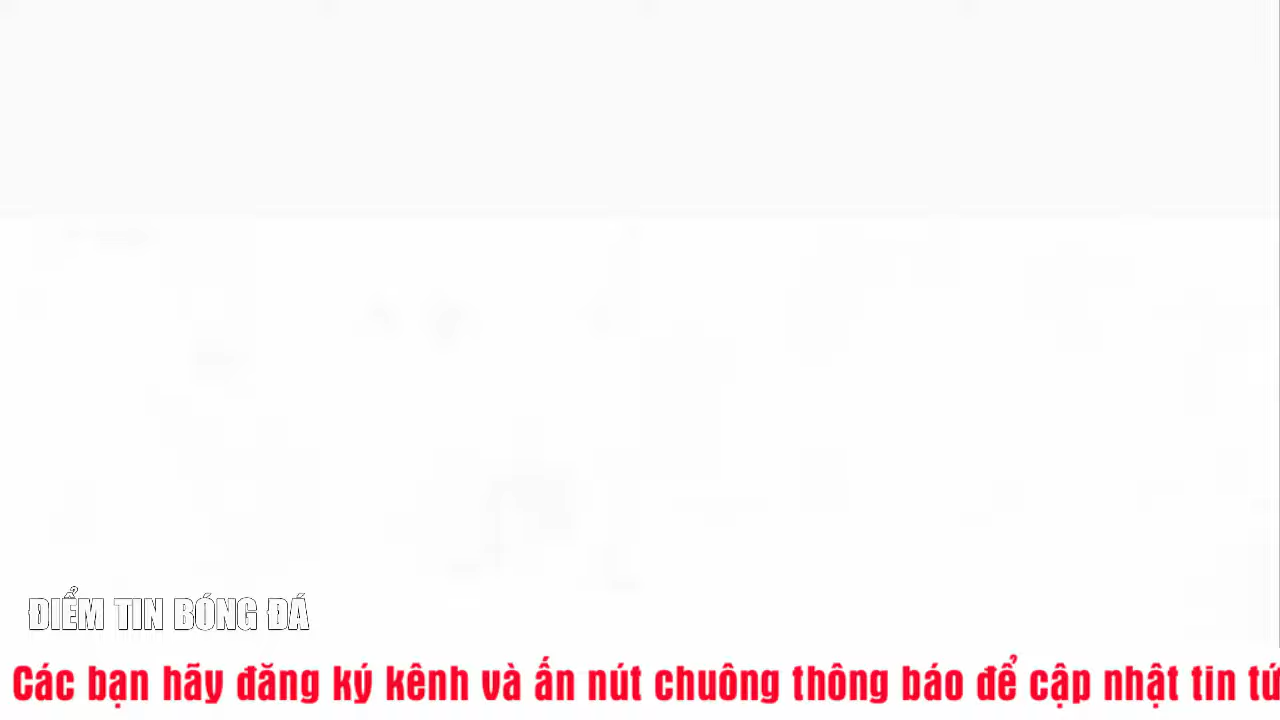 ĐIỂM TIN BÓNG ĐÁ
Các bạn hãy đăng ký kênh và ấn nút chuông thông báo để cập nhật tin